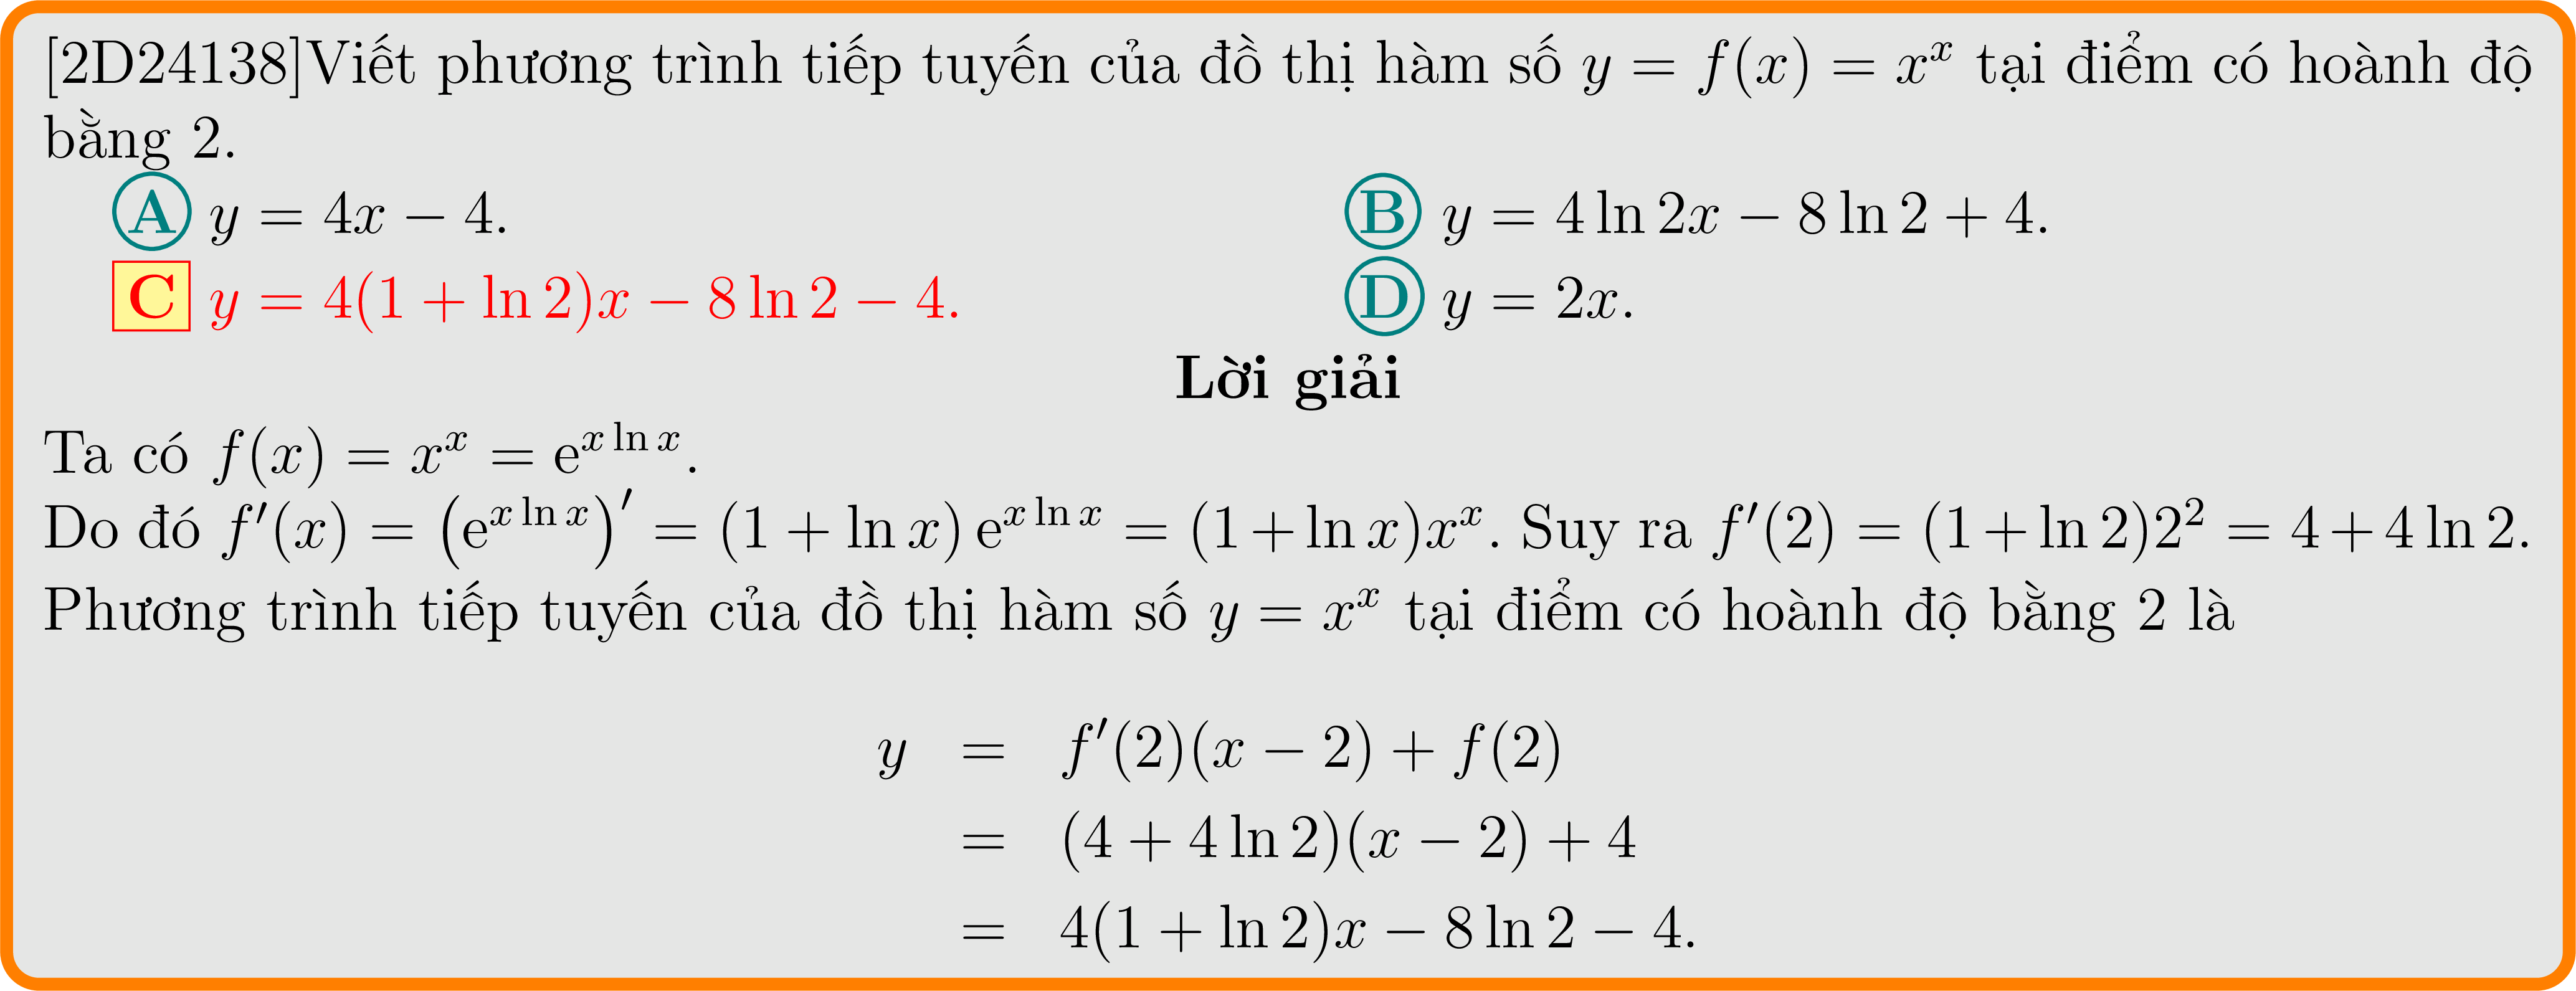 [2D24138]Viết phương trình tiếp tuyến của đồ thị hàm số y = f(x) = x^x tại điểm có hoành độ
bằng 2.
A y = 4x − 4. B y = 4 ln 2x − 8 ln 2 + 4.
C y = 4(1 + ln 2)x − 8 ln 2 − 4. D y = 2x.
Lời giải
Ta có f(x) = x^x = e^{x ln x}.
Do đó f′(x) = (e^{x ln x})′ = (1 + ln x) e^{x ln x} = (1 + ln x)x^x. Suy ra f′(2) = (1 + ln 2)2^2 = 4 + 4 ln 2.
Phương trình tiếp tuyến của đồ thị hàm số y = x^x tại điểm có hoành độ bằng 2 là
y = f′(2)(x − 2) + f(2)
= (4 + 4 ln 2)(x − 2) + 4
= 4(1 + ln 2)x − 8 ln 2 − 4.